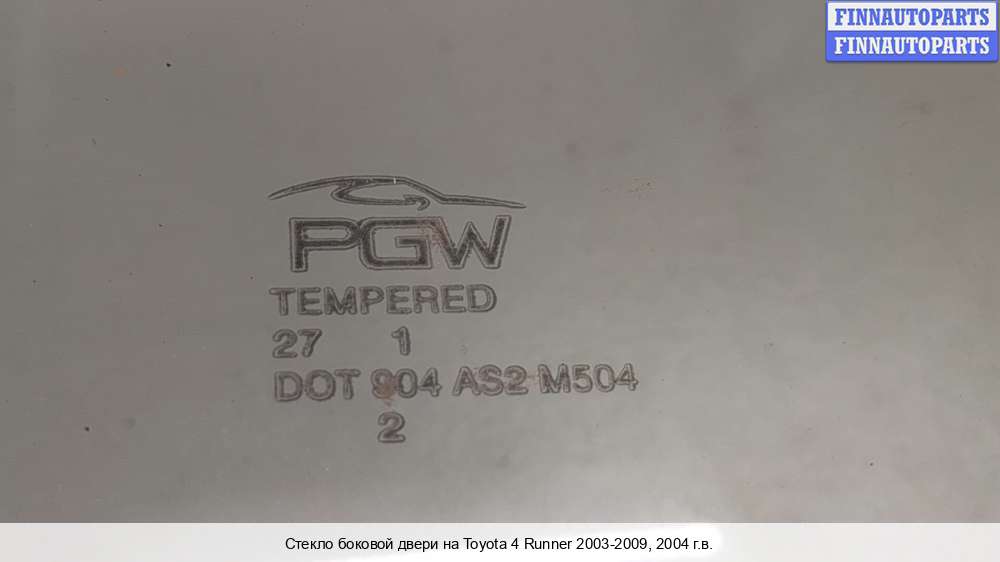 FINNAUTOPARTS
FINNAUTOPARTS
PGW
TEMPERED
27 1
DOT 904 AS2 M504
2
Стекло боковой двери на Toyota 4 Runner 2003-2009, 2004 г.в.